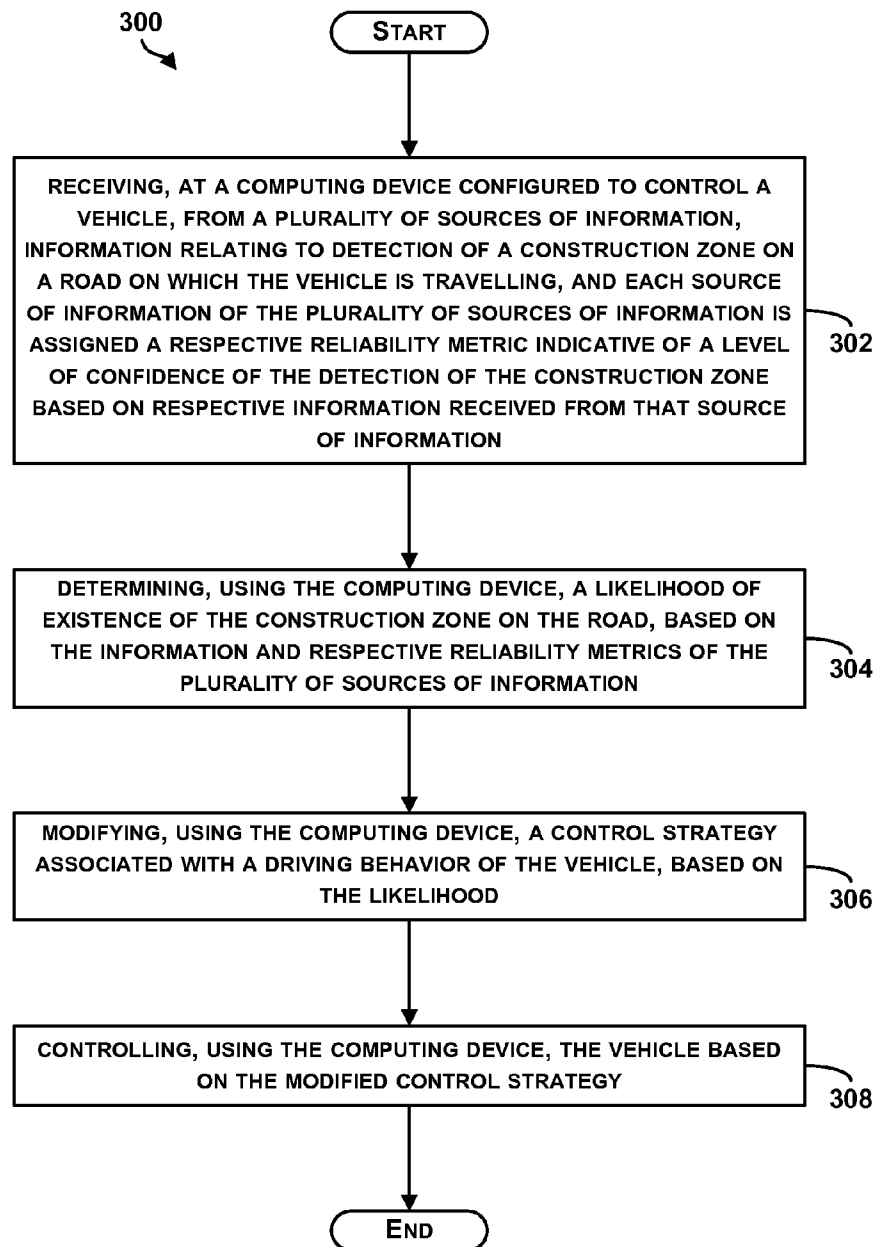 300
START
RECEIVING, AT A COMPUTING DEVICE CONFIGURED TO CONTROL A
VEHICLE, FROM A PLURALITY OF SOURCES OF INFORMATION,
INFORMATION RELATING TO DETECTION OF A CONSTRUCTION ZONE ON
A ROAD ON WHICH THE VEHICLE IS TRAVELLING, AND EACH SOURCE
OF INFORMATION OF THE PLURALITY OF SOURCES OF INFORMATION IS
ASSIGNED A RESPECTIVE RELIABILITY METRIC INDICATIVE OF A LEVEL
OF CONFIDENCE OF THE DETECTION OF THE CONSTRUCTION ZONE
BASED ON RESPECTIVE INFORMATION RECEIVED FROM THAT SOURCE
OF INFORMATION
302
DETERMINING, USING THE COMPUTING DEVICE, A LIKELIHOOD OF
EXISTENCE OF THE CONSTRUCTION ZONE ON THE ROAD, BASED ON
THE INFORMATION AND RESPECTIVE RELIABILITY METRICS OF THE
PLURALITY OF SOURCES OF INFORMATION
304
MODIFYING, USING THE COMPUTING DEVICE, A CONTROL STRATEGY
ASSOCIATED WITH A DRIVING BEHAVIOR OF THE VEHICLE, BASED ON
THE LIKELIHOOD
306
CONTROLLING, USING THE COMPUTING DEVICE, THE VEHICLE BASED
ON THE MODIFIED CONTROL STRATEGY
308
END